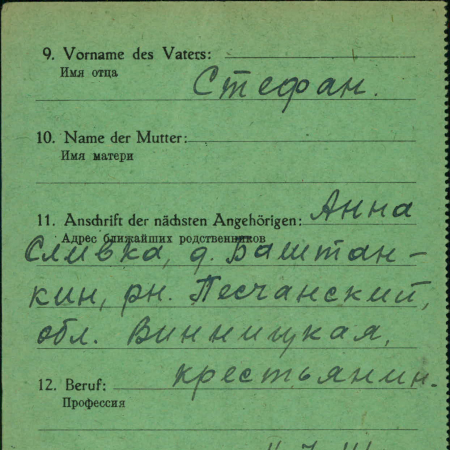 9. Vorname des Vaters:
Имя отца
Стефан.
10. Name der Mutter:
Имя матери
11. Anschrift der nächsten Angehörigen: Анна
Адрес ближайших родственников
Сливка, д. Баштан-
кин, рн. Песчанский,
обл. Винницкая,
12. Beruf: крестьянин.
Профессия